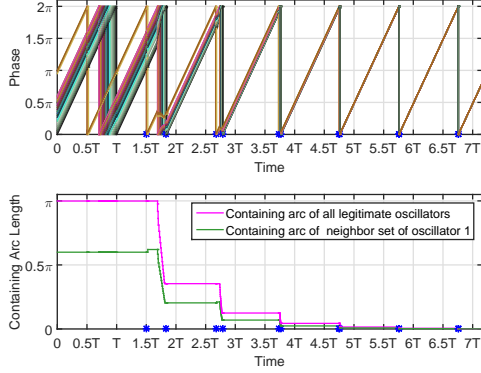 2π
1.5π
π
0.5π
0
Phase
0 0.5T T 1.5T 2T 2.5T 3T 3.5T 4T 4.5T 5T 5.5T 6T 6.5T 7T
Time
π
0.5π
0
Containing Arc Length
Containing arc of all legitimate oscillators
Containing arc of neighbor set of oscillator 1
0 0.5T T 1.5T 2T 2.5T 3T 3.5T 4T 4.5T 5T 5.5T 6T 6.5T 7T
Time